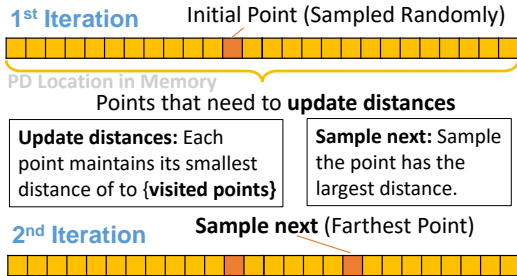 1st Iteration
Initial Point (Sampled Randomly)
PD Location in Memory
Points that need to update distances
Update distances: Each
point maintains its smallest
distance of to {visited points}
Sample next: Sample
the point has the
largest distance.
Sample next (Farthest Point)
2nd Iteration